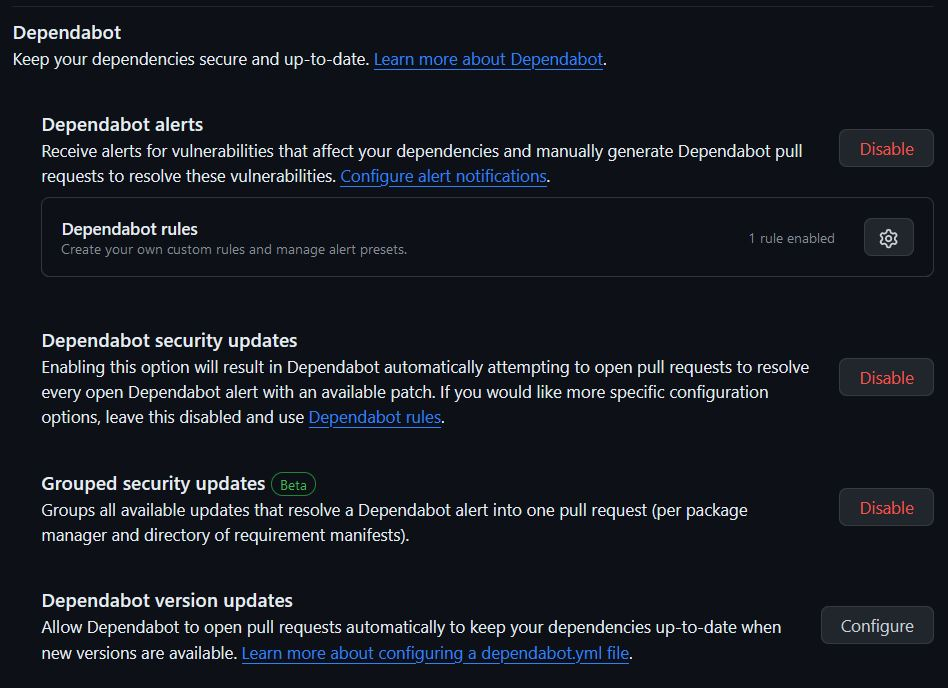 Dependabot
Keep your dependencies secure and up-to-date. Learn more about Dependabot.
Dependabot alerts
Receive alerts for vulnerabilities that affect your dependencies and manually generate Dependabot pull
requests to resolve these vulnerabilities. Configure alert notifications.
Disable
Dependabot rules
Create your own custom rules and manage alert presets.
1 rule enabled
Dependabot security updates
Enabling this option will result in Dependabot automatically attempting to open pull requests to resolve
every open Dependabot alert with an available patch. If you would like more specific configuration
options, leave this disabled and use Dependabot rules.
Disable
Grouped security updates Beta
Groups all available updates that resolve a Dependabot alert into one pull request (per package
manager and directory of requirement manifests).
Disable
Dependabot version updates
Allow Dependabot to open pull requests automatically to keep your dependencies up-to-date when
new versions are available. Learn more about configuring a dependabot.yml file.
Configure